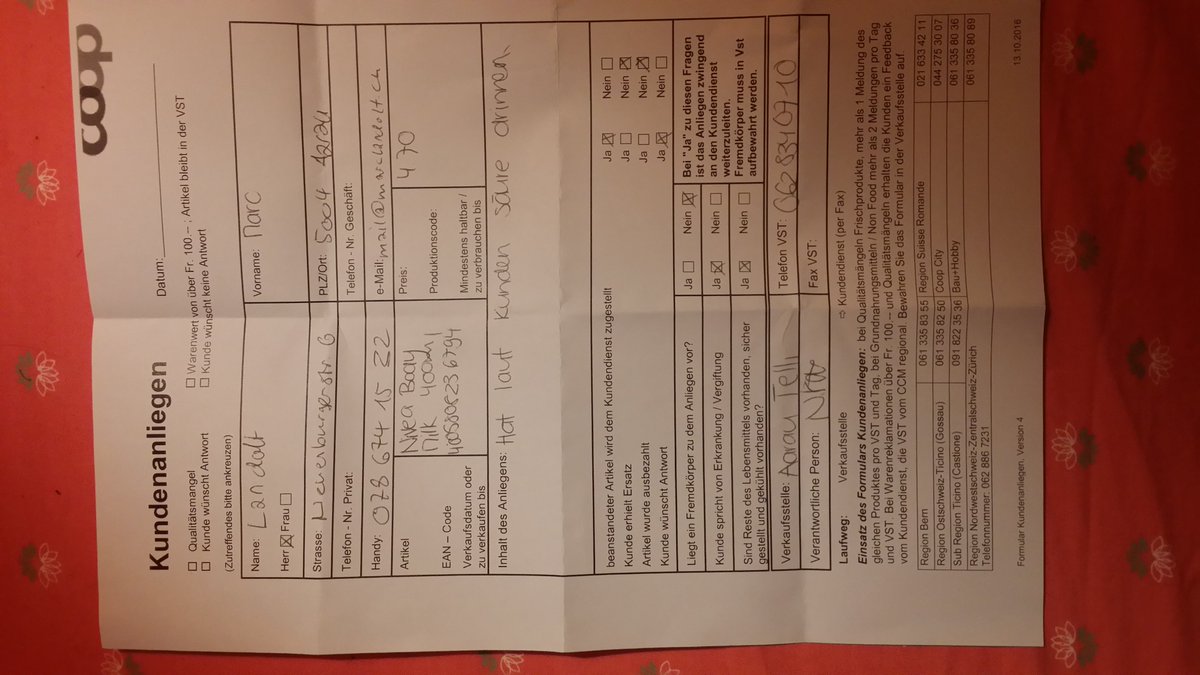 coop
Kundenanliegen
Datum:
☐ Qualitätsmangel ☐ Warenwert von über Fr. 100.– ; Artikel bleibt in der VST
☐ Kunde wünscht Antwort ☐ Kunde wünscht keine Antwort
(Zutreffendes bitte ankreuzen)
Name: Landolt Vorname: Marc
Herr ☒ Frau ☐
Strasse: PLZ/Ort: 5004
Telefon - Nr. Privat: Telefon - Nr. Geschäft:
Handy: 078 674 15 22 e-Mail: mail@marclandolt.ch
Artikel Nivea Body Milk 400ml Preis: 470
EAN – Code Produktionscode:
Verkaufsdatum oder zu verkaufen bis Mindestens haltbar / zu verbrauchen bis
Inhalt des Anliegens: Hat laut Kunden säure drinnen
beanstandeter Artikel wird dem Kundendienst zugestellt Ja ☒ Nein ☐
Kunde erhielt Ersatz Ja ☐ Nein ☒
Artikel wurde ausbezahlt Ja ☐ Nein ☒
Kunde wünscht Antwort Ja ☒ Nein ☐
Liegt ein Fremdkörper zu dem Anliegen vor? Ja ☐ Nein ☒
Kunde spricht von Erkrankung / Vergiftung Ja ☒ Nein ☐
Sind Reste des Lebensmittels vorhanden, sicher
gestellt und gekühlt vorhanden? Ja ☒ Nein ☐
Bei "Ja" zu diesen Fragen
ist das Anliegen zwingend
an den Kundendienst
weiterzuleiten.
Fremdkörper muss in Vst
aufbewahrt werden.
Verkaufsstelle: Aarau Telli Telefon VST: 062 834 07 10
Verantwortliche Person: Fax VST:
Laufweg: Verkaufsstelle ⇨ Kundendienst (per Fax)
Einsatz des Formulars Kundenanliegen: bei Qualitätsmängeln Frischprodukte, mehr als 1 Meldung des
gleichen Produktes pro VST und Tag, bei Grundnahrungsmitteln / Non Food mehr als 2 Meldungen pro Tag
und VST. Bei Warenreklamationen über Fr. 100.– und Qualitätsmängeln erhalten die Kunden ein Feedback
vom Kundendienst, die VST vom CCM regional. Bewahren Sie das Formular in der Verkaufsstelle auf.
Region Bern 061 335 83 55 Region Suisse Romande 021 633 42 11
Region Ostschweiz-Ticino (Gossau) 061 335 82 50 Coop City 044 275 30 07
Sub Region Ticino (Castione) 091 822 35 36 Bau+Hobby 061 335 80 36
Region Nordwestschweiz-Zentralschweiz-Zürich 061 335 80 89
Telefonnummer: 062 886 7231
Formular Kundenanliegen, Version 4 13.10.2016